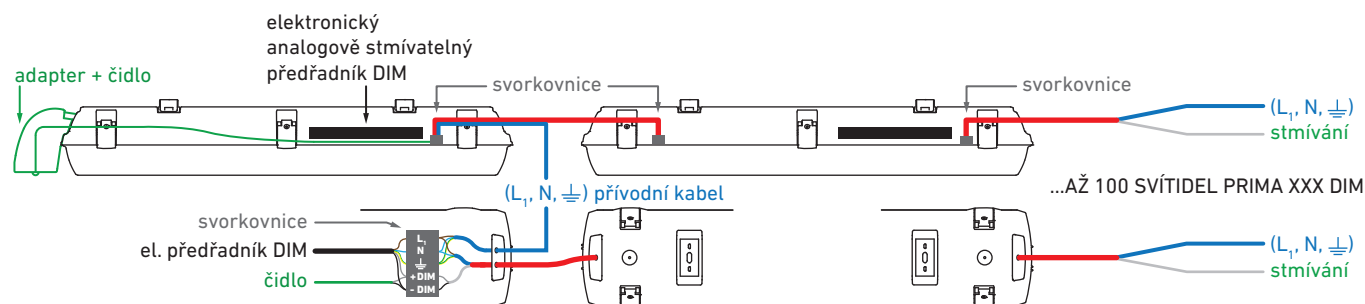 elektronický
analogově stmívatelný
předřadník DIM
adapter + čidlo
svorkovnice
svorkovnice
(L₁, N, ⏚)
stmívání
(L₁, N, ⏚) přívodní kabel
...AŽ 100 SVÍTIDEL PRIMA XXX DIM
svorkovnice
el. předřadník DIM
čidlo
L₁
N
⏚
+DIM
- DIM
(L₁, N, ⏚)
stmívání